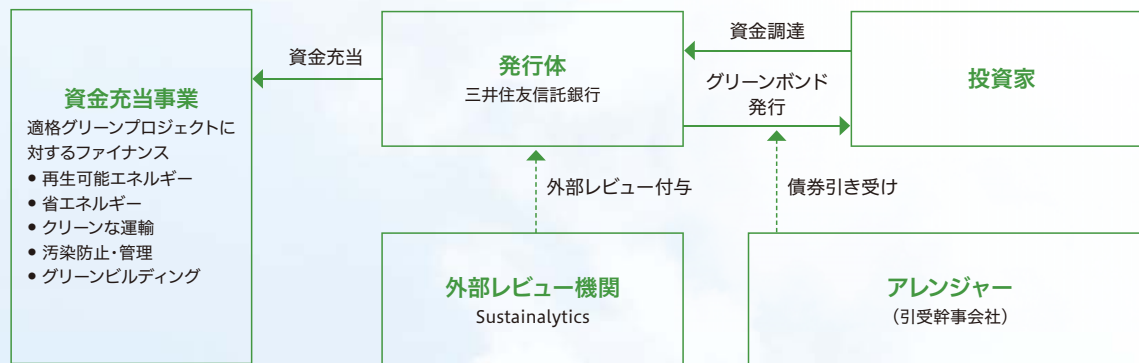 資金充当事業
適格グリーンプロジェクトに
対するファイナンス
• 再生可能エネルギー
• 省エネルギー
• クリーンな運輸
• 汚染防止・管理
• グリーンビルディング
資金充当
発行体
三井住友信託銀行
資金調達
グリーンボンド
発行
投資家
外部レビュー付与
債券引き受け
外部レビュー機関
Sustainalytics
アレンジャー
（引受幹事会社）